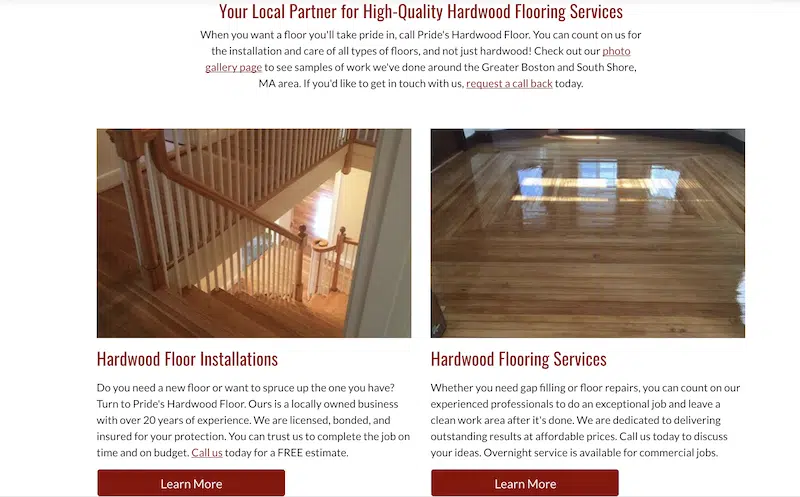 Your Local Partner for High-Quality Hardwood Flooring Services
When you want a floor you'll take pride in, call Pride's Hardwood Floor. You can count on us for
the installation and care of all types of floors, and not just hardwood! Check out our photo
gallery page to see samples of work we've done around the Greater Boston and South Shore,
MA area. If you'd like to get in touch with us, request a call back today.
Hardwood Floor Installations
Do you need a new floor or want to spruce up the one you have?
Turn to Pride's Hardwood Floor. Ours is a locally owned business
with over 20 years of experience. We are licensed, bonded, and
insured for your protection. You can trust us to complete the job on
time and on budget. Call us today for a FREE estimate.
Learn More
Hardwood Flooring Services
Whether you need gap filling or floor repairs, you can count on our
experienced professionals to do an exceptional job and leave a
clean work area after it's done. We are dedicated to delivering
outstanding results at affordable prices. Call us today to discuss
your ideas. Overnight service is available for commercial jobs.
Learn More